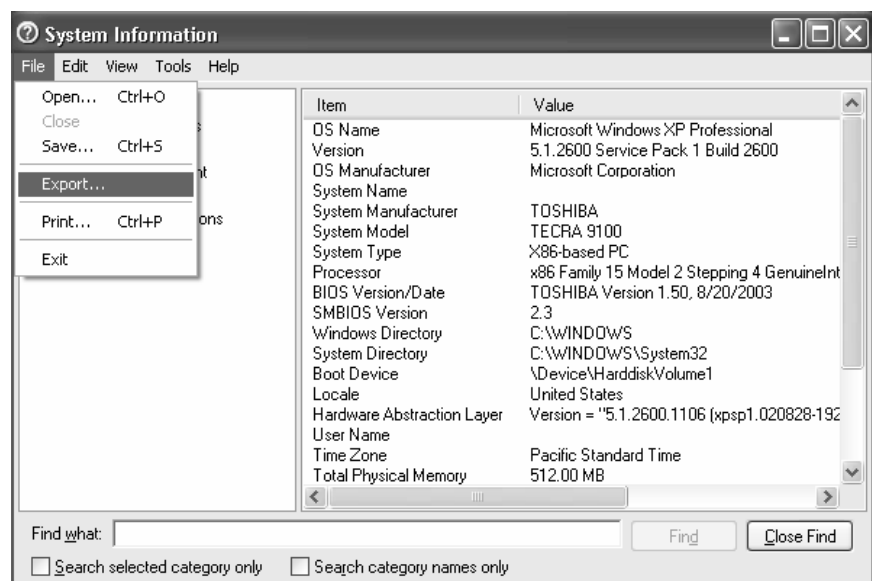 System Information
File Edit View Tools Help
Open... Ctrl+O
Close
Save... Ctrl+S
Export...
Print... Ctrl+P
Exit
s
nt
ons
Item Value
OS Name Microsoft Windows XP Professional
Version 5.1.2600 Service Pack 1 Build 2600
OS Manufacturer Microsoft Corporation
System Name
System Manufacturer TOSHIBA
System Model TECRA 9100
System Type X86-based PC
Processor x86 Family 15 Model 2 Stepping 4 GenuineInt
BIOS Version/Date TOSHIBA Version 1.50, 8/20/2003
SMBIOS Version 2.3
Windows Directory C:\WINDOWS
System Directory C:\WINDOWS\System32
Boot Device \Device\HarddiskVolume1
Locale United States
Hardware Abstraction Layer Version = "5.1.2600.1106 (xpsp1.020828-192
User Name
Time Zone Pacific Standard Time
Total Physical Memory 512.00 MB
Find what: Find Close Find
Search selected category only Search category names only